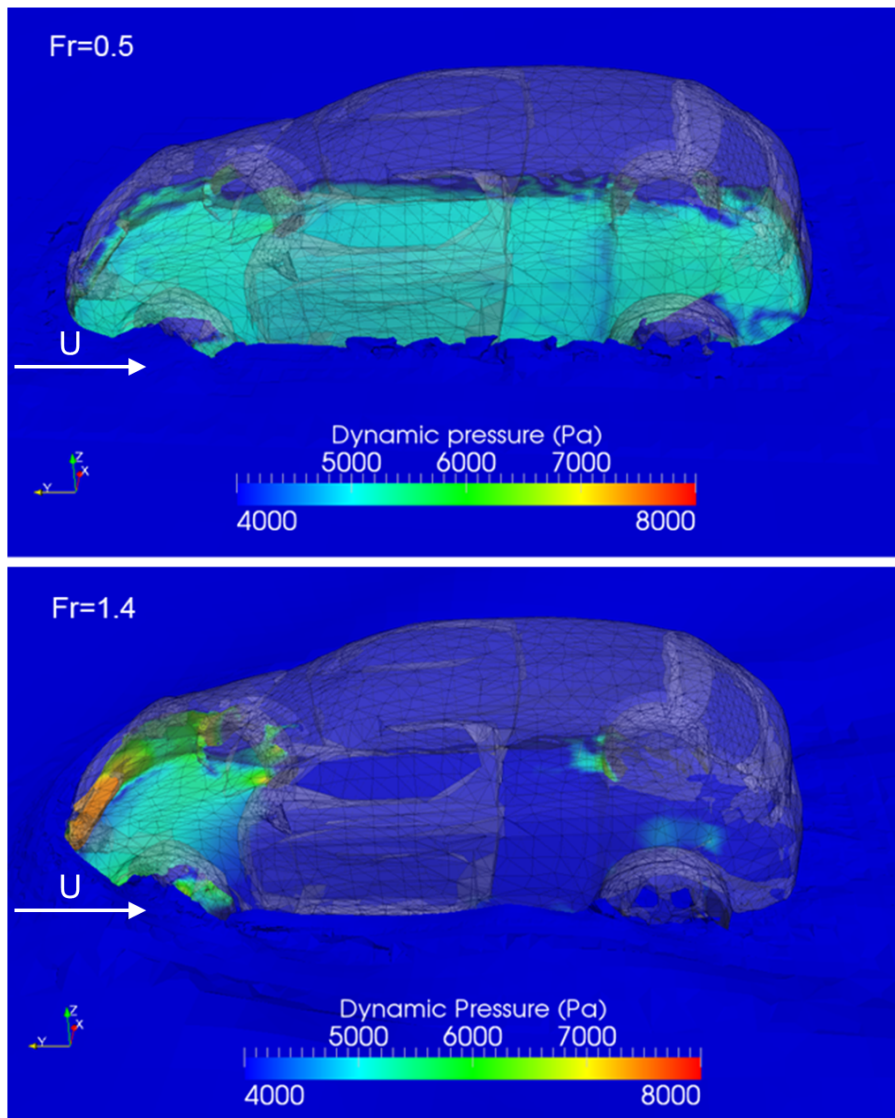 Fr=0.5
U
Z
X
Y
Dynamic pressure (Pa)
5000 6000 7000
4000 8000
Fr=1.4
U
Z
X
Y
Dynamic Pressure (Pa)
5000 6000 7000
4000 8000